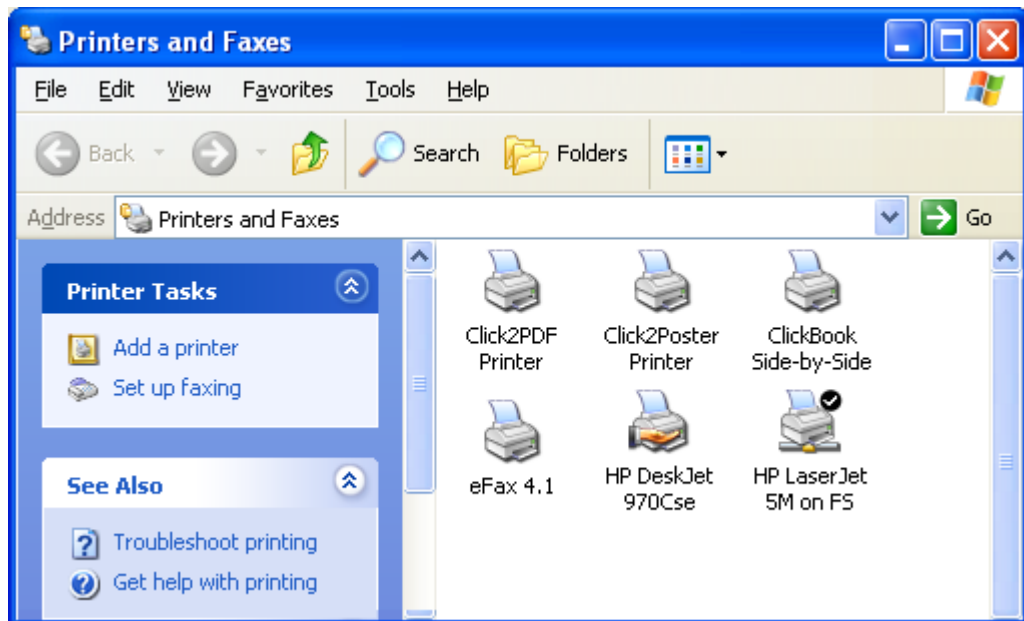 Printers and Faxes
File Edit View Favorites Tools Help
Back Search Folders
Address Printers and Faxes Go
Printer Tasks
Add a printer
Set up faxing
See Also
Troubleshoot printing
Get help with printing
Click2PDF
Printer
Click2Poster
Printer
ClickBook
Side-by-Side
eFax 4.1
HP DeskJet
970Cse
HP LaserJet
5M on FS